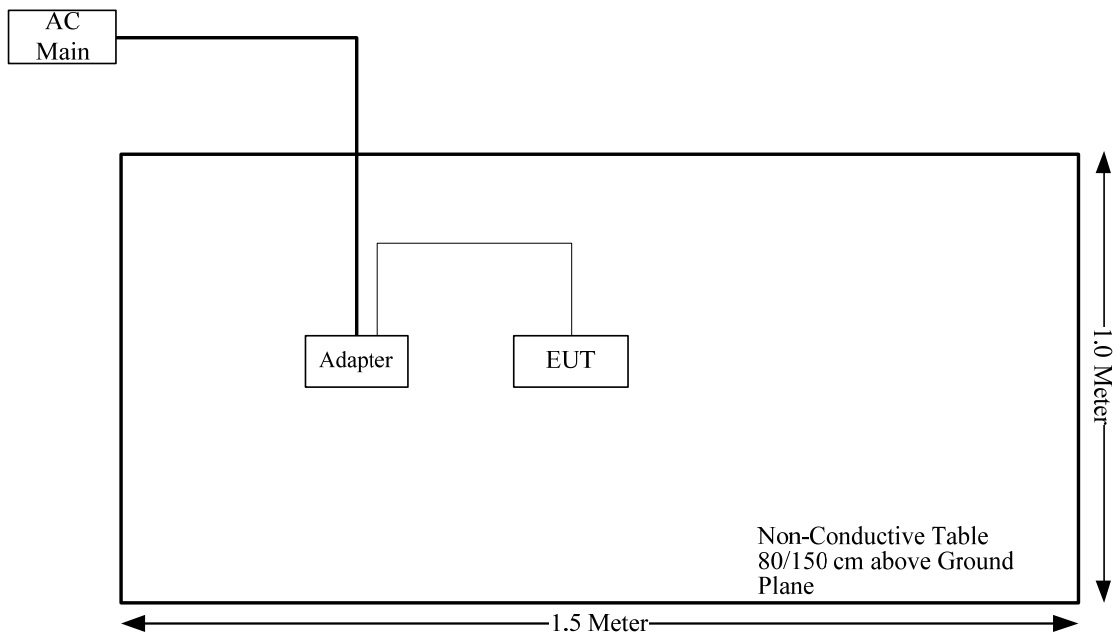 AC
Main
Adapter
EUT
1.0 Meter
Non-Conductive Table
80/150 cm above Ground
Plane
1.5 Meter